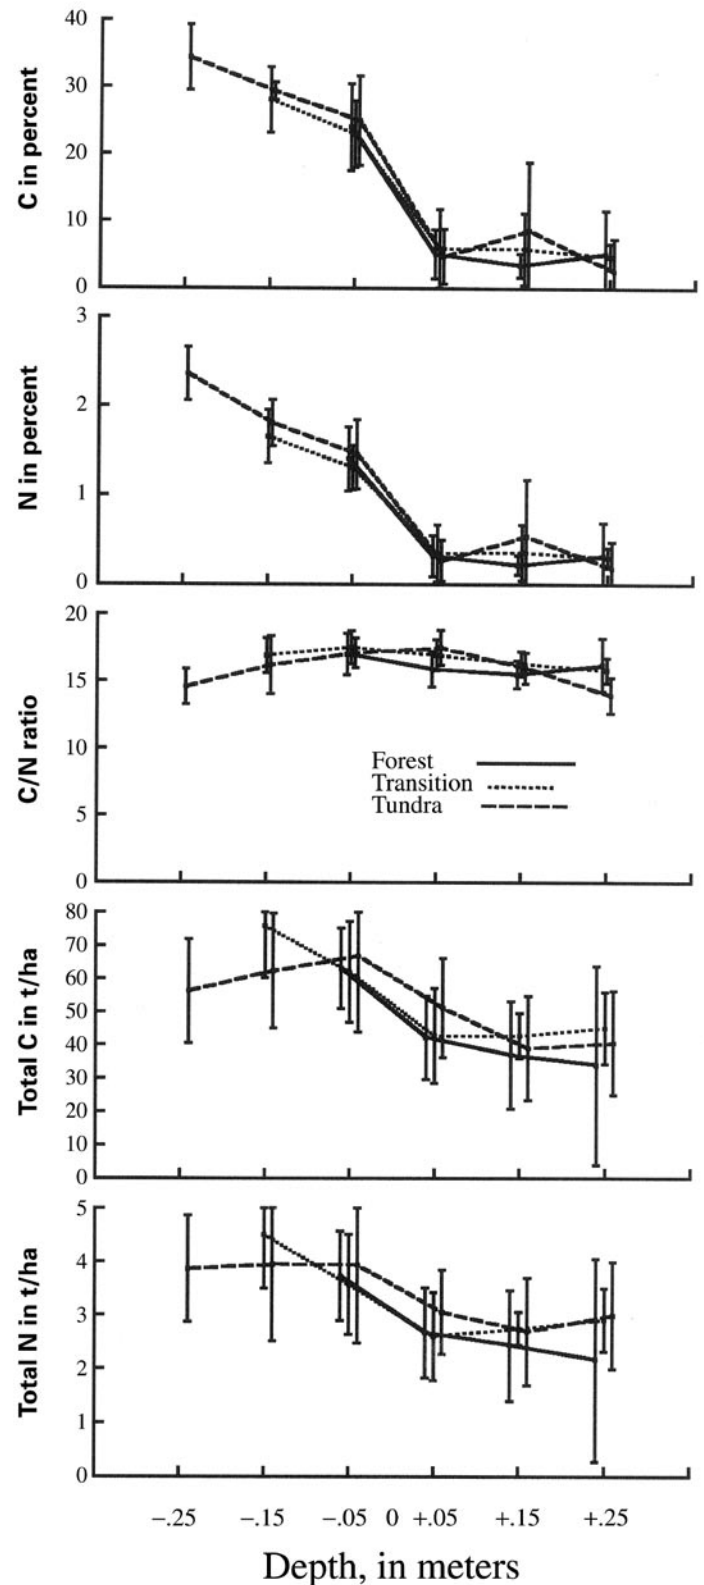 C in percent
40
30
20
10
0
N in percent
3
2
1
0
C/N ratio
20
15
10
5
0
Forest
Transition
Tundra
Total C in t/ha
80
70
60
50
40
30
20
10
0
Total N in t/ha
5
4
3
2
1
0
–.25 –.15 –.05 0 +.05 +.15 +.25
Depth, in meters